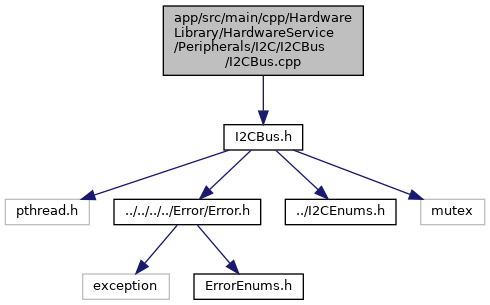 app/src/main/cpp/Hardware
Library/HardwareService
/Peripherals/I2C/I2CBus
/I2CBus.cpp
I2CBus.h
pthread.h
../../../../Error/Error.h
../I2CEnums.h
mutex
exception
ErrorEnums.h